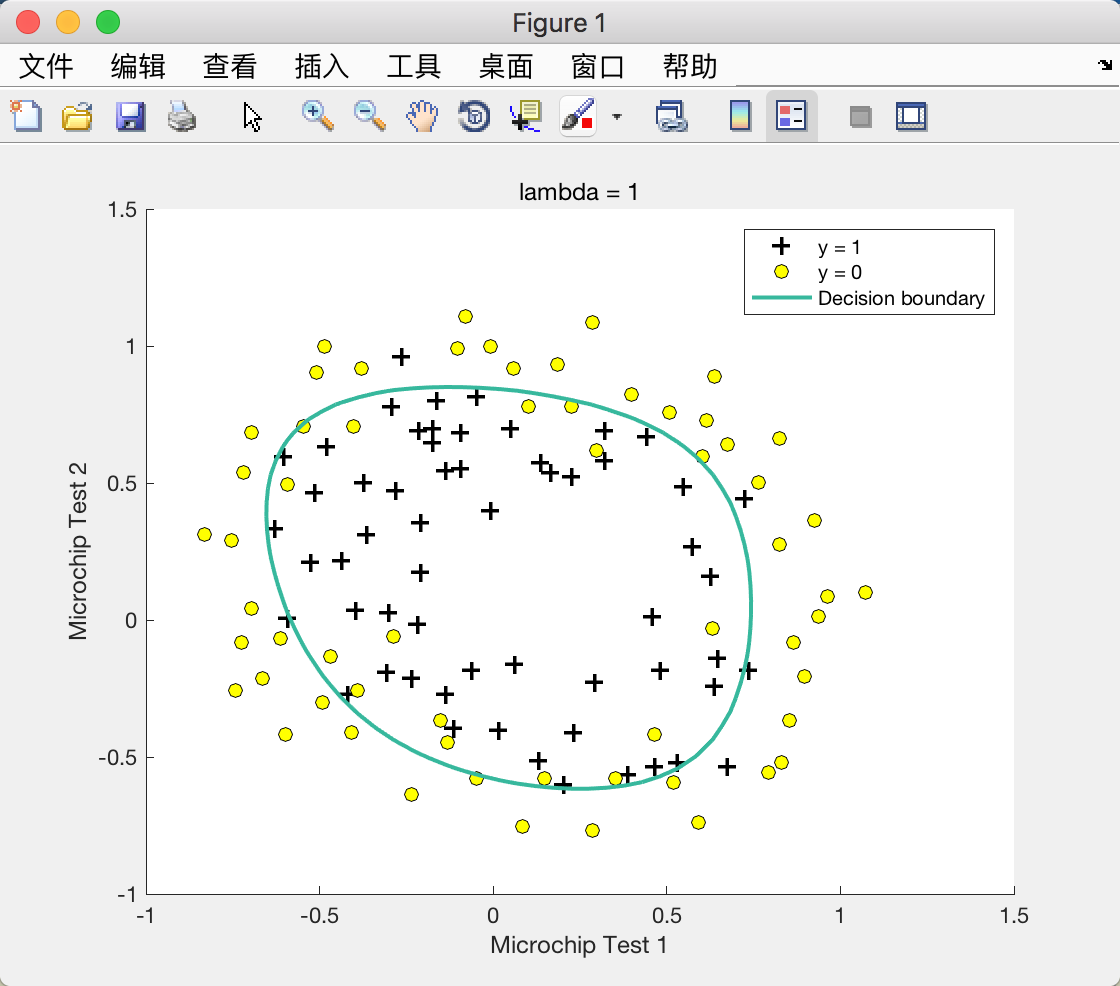 Figure 1
文件 编辑 查看 插入 工具 桌面 窗口 帮助
lambda = 1
1.5
1
0.5
0
-0.5
-1
Microchip Test 2
y = 1
y = 0
Decision boundary
-1 -0.5 0 0.5 1 1.5
Microchip Test 1